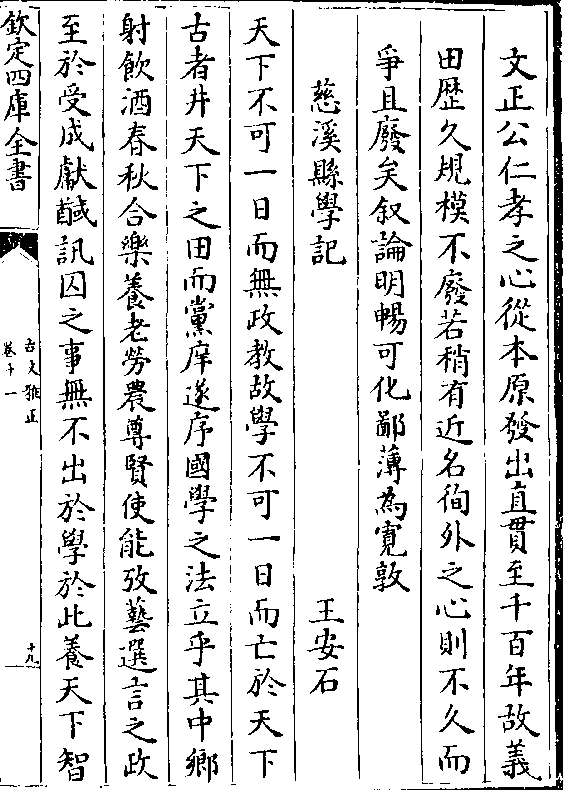 文正公仁孝之心從本原發出直貫至千百年故義
田歴久規模不廢若稍有近名徇外之心則不久而
爭且廢矣叙論明暢可化鄙薄為寛敦
慈溪縣學記　王安石
天下不可一日而無政教故學不可一日而亡於天下
古者井天下之田而黨庠遂序國學之法立乎其中鄉
射飲酒春秋合樂養老勞農尊賢使能攷藝選言之政
至於受成獻馘訊囚之事無不出於學於此養天下智
欽定四庫全書
古文雅正
卷十一
十九